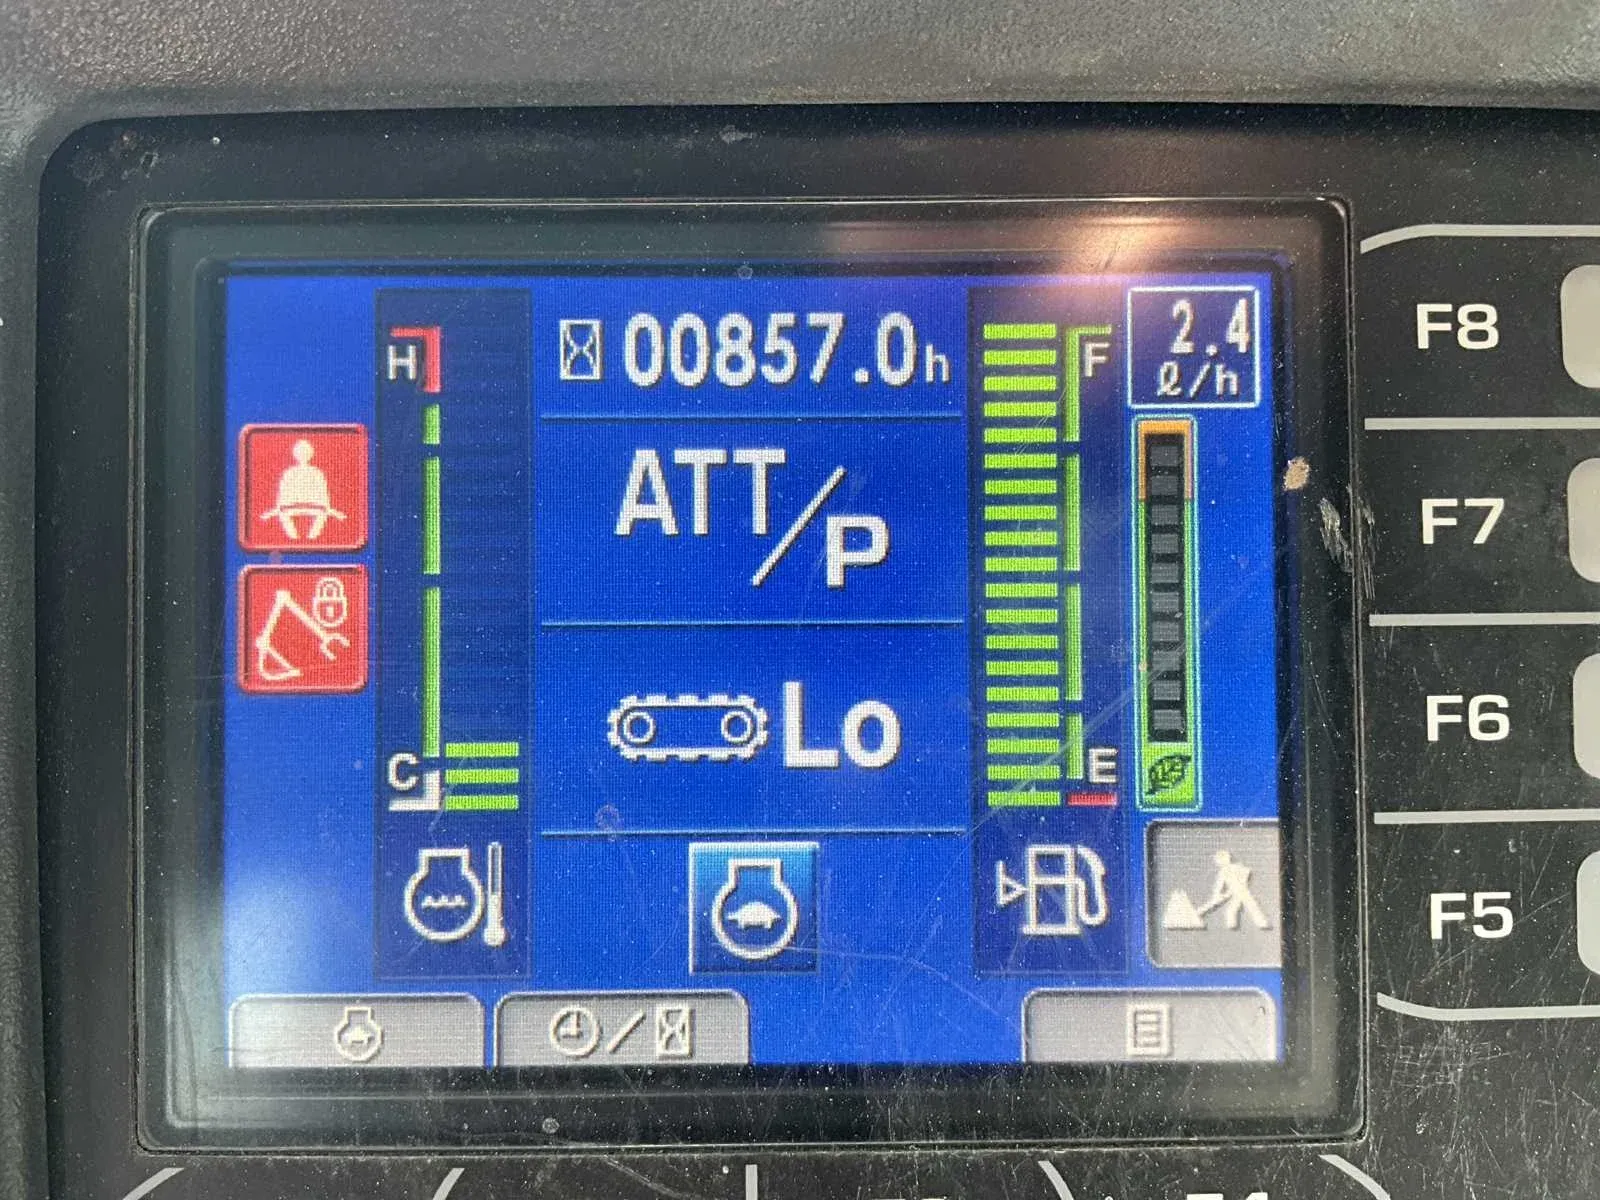 H
00857.0h
F
2.4
ℓ/h
F8
ATT/P
F7
Lo
F6
C
E
F5